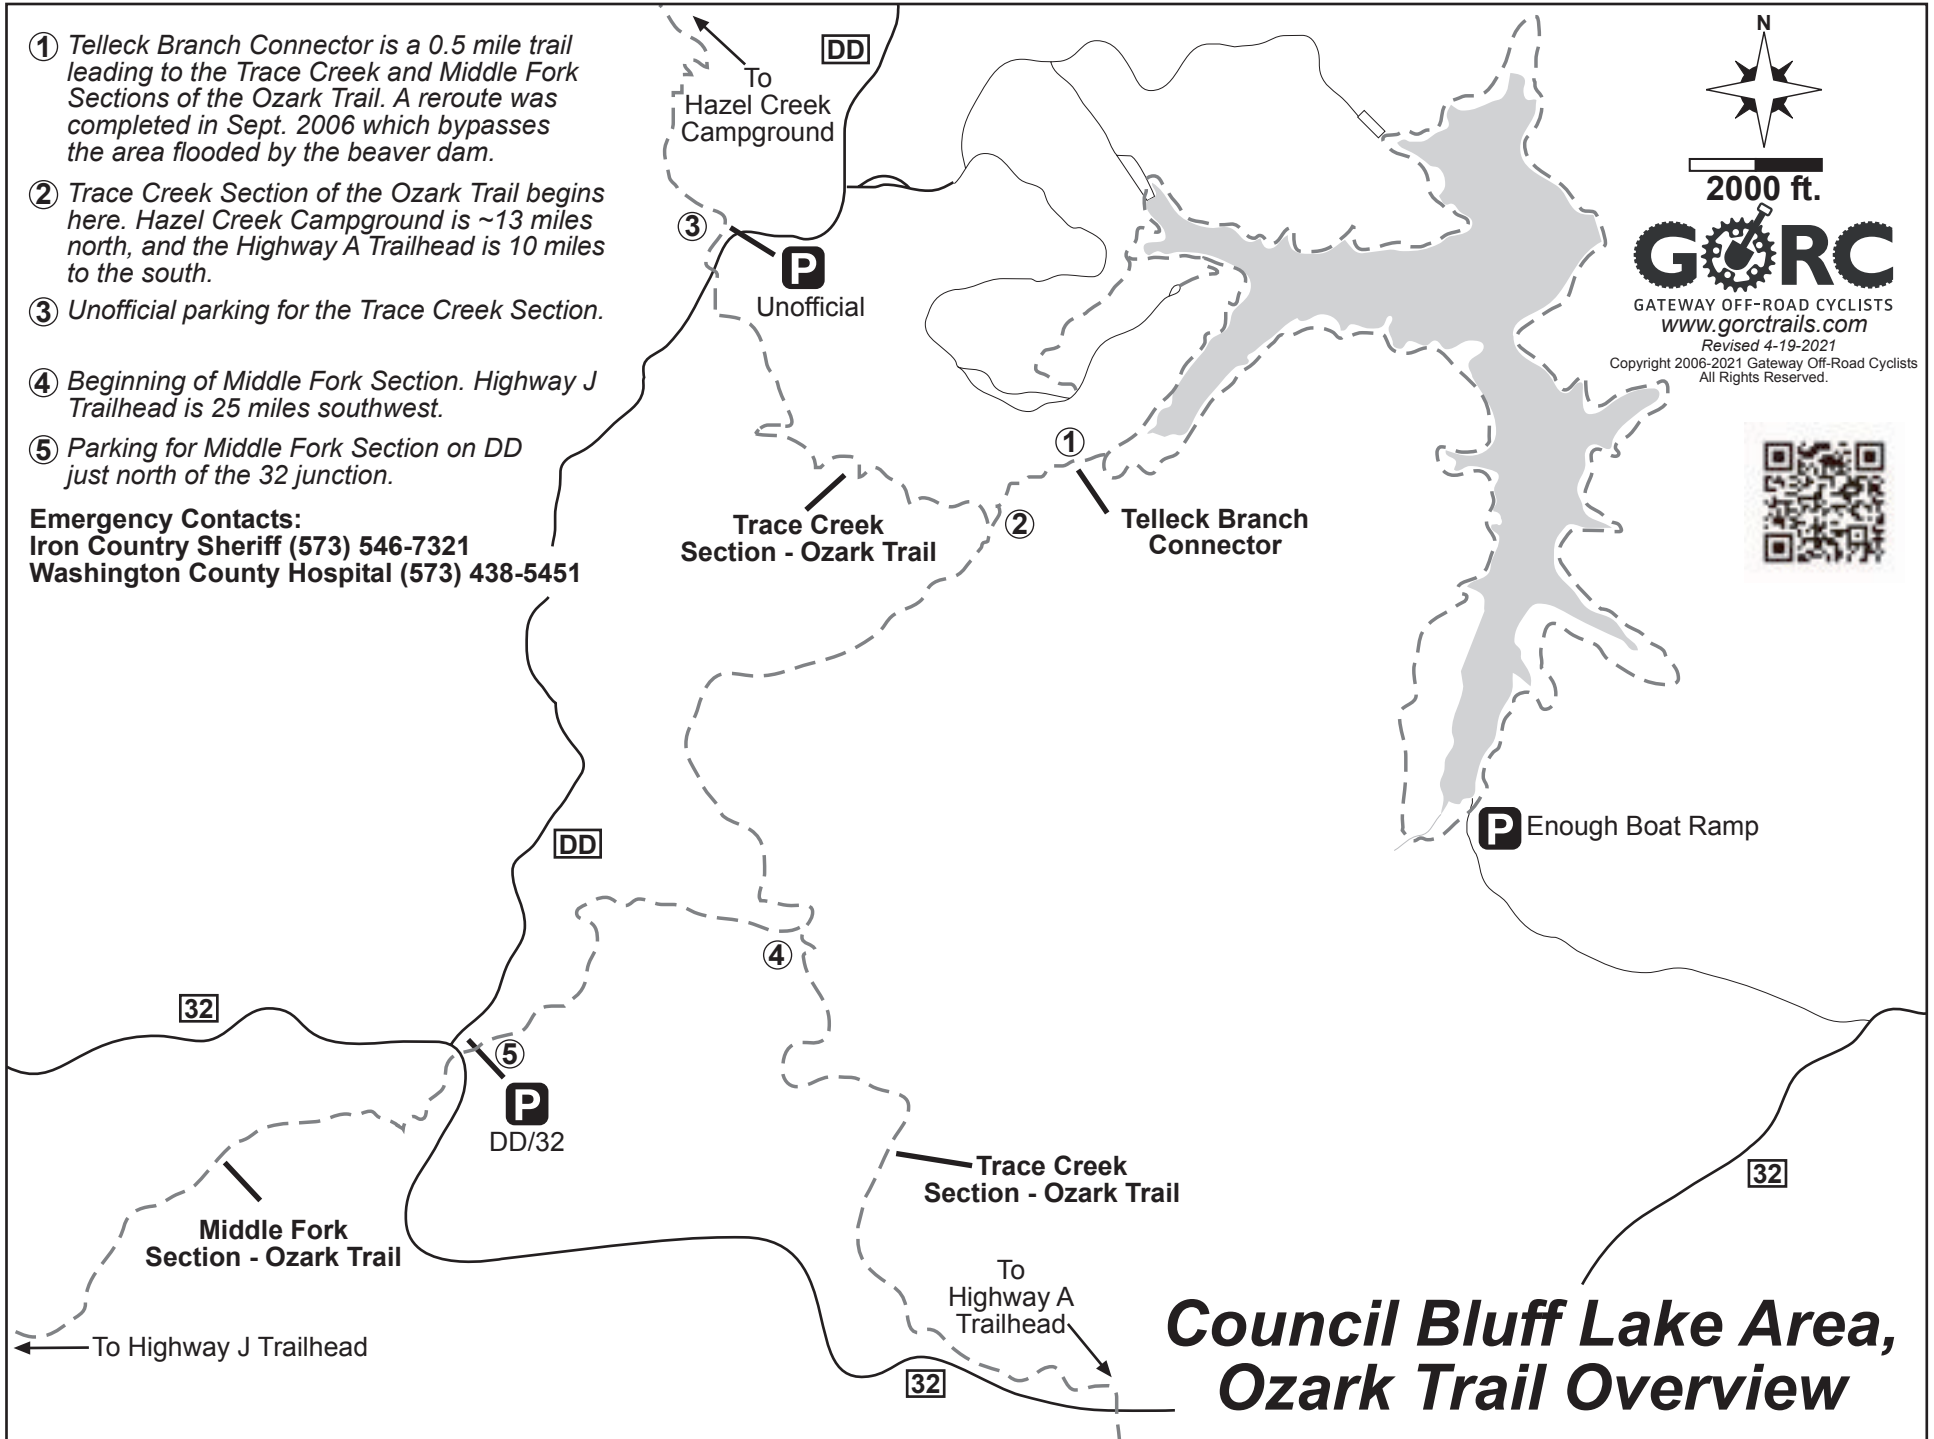 ① Telleck Branch Connector is a 0.5 mile trail
leading to the Trace Creek and Middle Fork
Sections of the Ozark Trail. A reroute was
completed in Sept. 2006 which bypasses
the area flooded by the beaver dam.
② Trace Creek Section of the Ozark Trail begins
here. Hazel Creek Campground is ~13 miles
north, and the Highway A Trailhead is 10 miles
to the south.
③ Unofficial parking for the Trace Creek Section.
④ Beginning of Middle Fork Section. Highway J
Trailhead is 25 miles southwest.
⑤ Parking for Middle Fork Section on DD
just north of the 32 junction.
Emergency Contacts:
Iron Country Sheriff (573) 546-7321
Washington County Hospital (573) 438-5451
To
Hazel Creek
Campground
DD
③
P
Unofficial
N
2000 ft.
GORC
GATEWAY OFF-ROAD CYCLISTS
www.gorctrails.com
Revised 4-19-2021
Copyright 2006-2021 Gateway Off-Road Cyclists
All Rights Reserved.
①
Telleck Branch
Connector
②
Trace Creek
Section - Ozark Trail
DD
P Enough Boat Ramp
④
32
⑤
P
DD/32
Trace Creek
Section - Ozark Trail
32
Middle Fork
Section - Ozark Trail
To
Highway A
Trailhead
To Highway J Trailhead
32
Council Bluff Lake Area,
Ozark Trail Overview